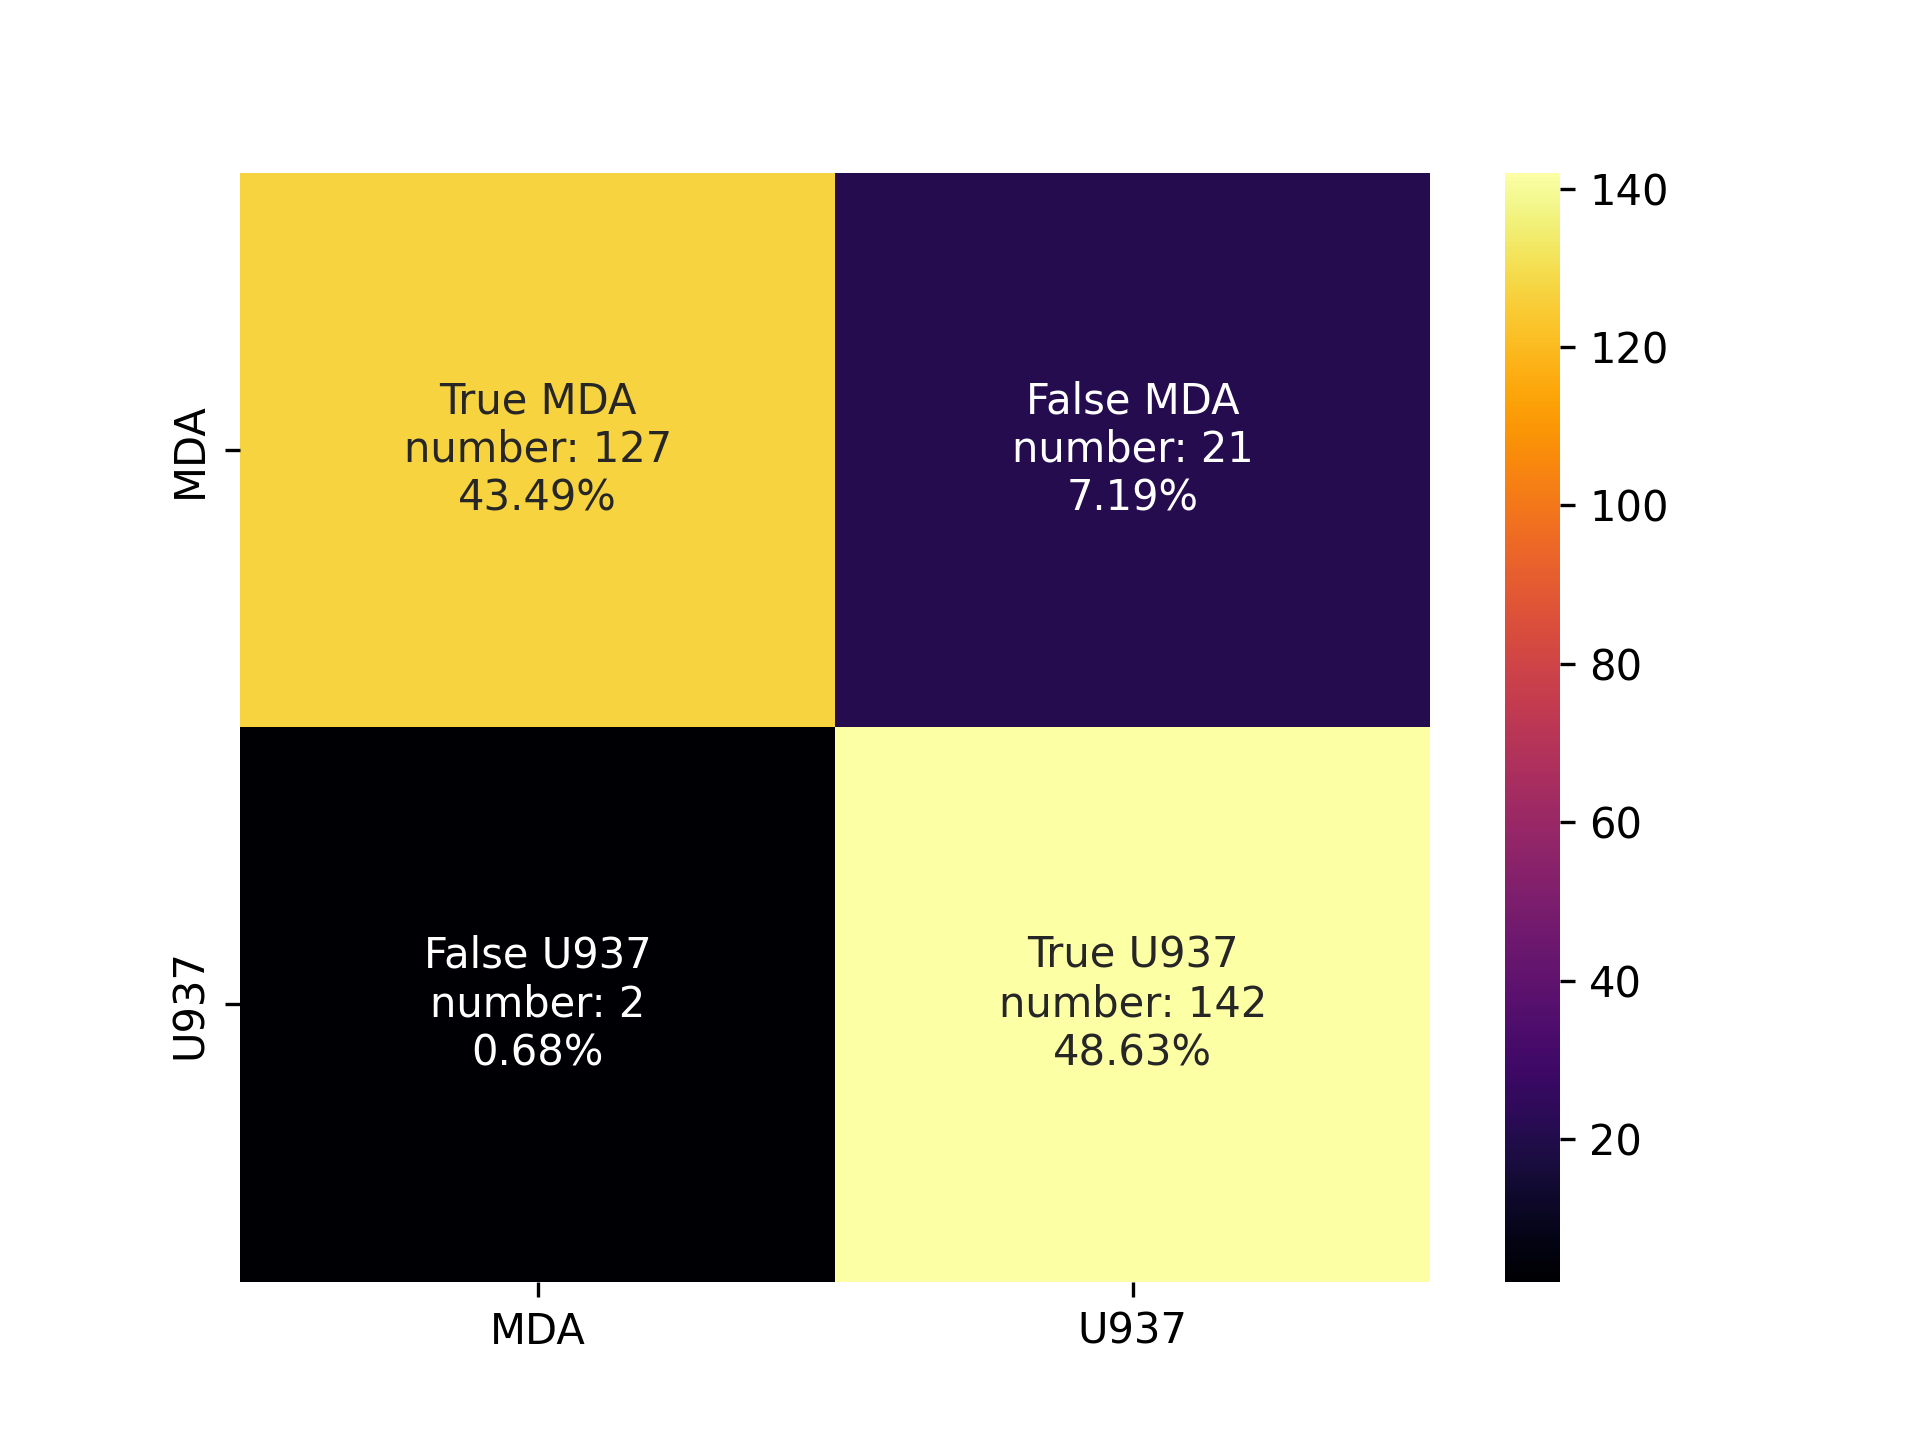 True MDA
number: 127
43.49%
False MDA
number: 21
7.19%
False U937
number: 2
0.68%
True U937
number: 142
48.63%
MDA
U937
MDA
U937
140
120
100
80
60
40
20